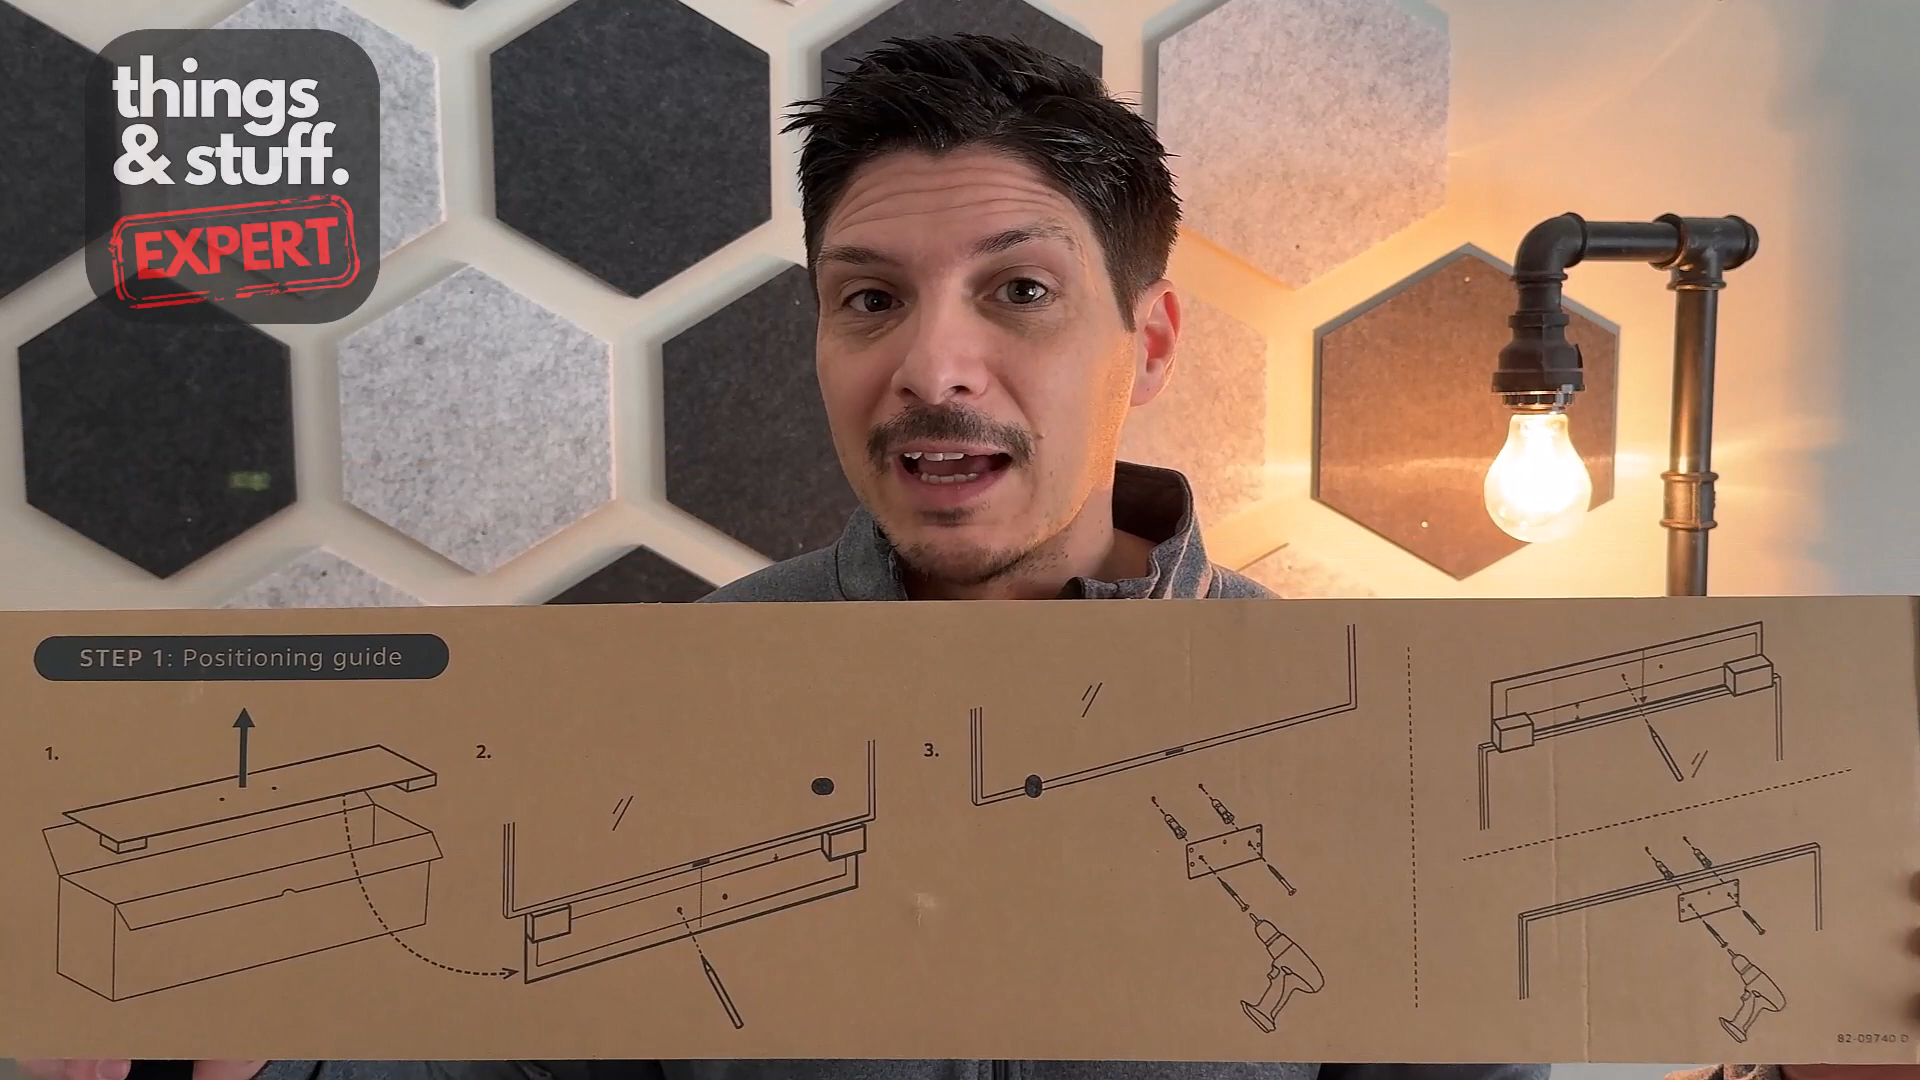 things
& stuff.
EXPERT
STEP 1: Positioning guide
1.
2.
3.
82-09740 D